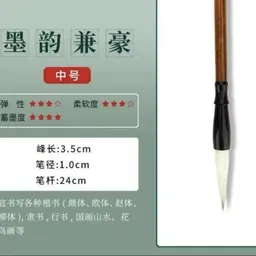 墨韵兼豪
中号
弹 性 ★★★☆ 柔软度 ★★★☆
蓄墨度 ★★★★
峰长:3.5cm
笔径:1.0cm
笔杆:24cm
宜书写各种楷书(颜体、欧体、赵体、
柳体),隶书,行书,国画山水、花
鸟画等